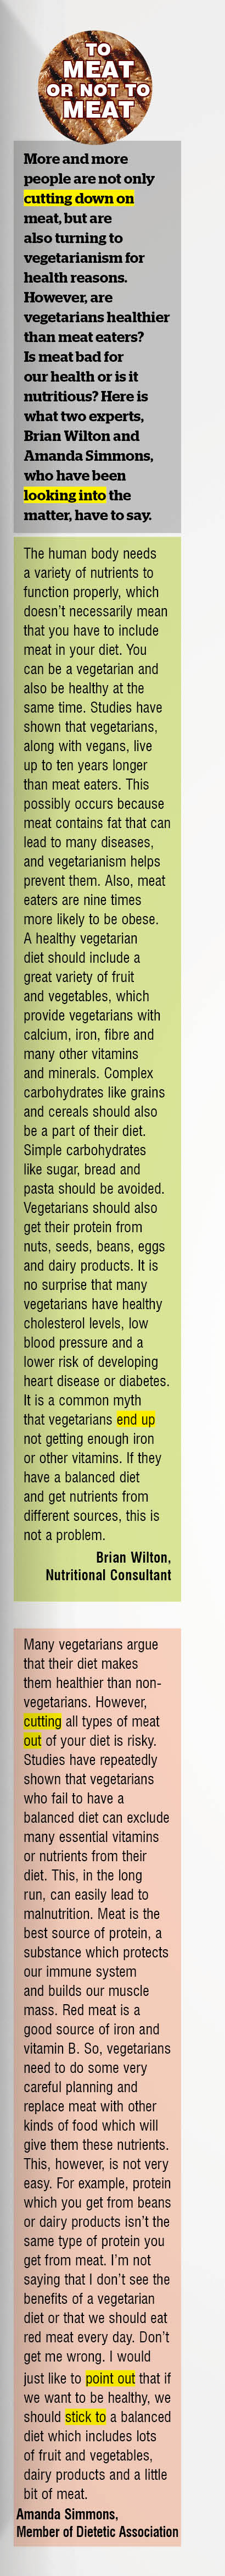 TO
MEAT
OR NOT TO
MEAT
More and more
people are not only
cutting down on
meat, but are
also turning to
vegetarianism for
health reasons.
However, are
vegetarians healthier
than meat eaters?
Is meat bad for
our health or is it
nutritious? Here is
what two experts,
Brian Wilton and
Amanda Simmons,
who have been
looking into the
matter, have to say.
The human body needs
a variety of nutrients to
function properly, which
doesn't necessarily mean
that you have to include
meat in your diet. You
can be a vegetarian and
also be healthy at the
same time. Studies have
shown that vegetarians,
along with vegans, live
up to ten years longer
than meat eaters. This
possibly occurs because
meat contains fat that can
lead to many diseases,
and vegetarianism helps
prevent them. Also, meat
eaters are nine times
more likely to be obese.
A healthy vegetarian
diet should include a
great variety of fruit
and vegetables, which
provide vegetarians with
calcium, iron, fibre and
many other vitamins
and minerals. Complex
carbohydrates like grains
and cereals should also
be a part of their diet.
Simple carbohydrates
like sugar, bread and
pasta should be avoided.
Vegetarians should also
get their protein from
nuts, seeds, beans, eggs
and dairy products. It is
no surprise that many
vegetarians have healthy
cholesterol levels, low
blood pressure and a
lower risk of developing
heart disease or diabetes.
It is a common myth
that vegetarians end up
not getting enough iron
or other vitamins. If they
have a balanced diet
and get nutrients from
different sources, this is
not a problem.
Brian Wilton,
Nutritional Consultant
Many vegetarians argue
that their diet makes
them healthier than non-
vegetarians. However,
cutting all types of meat
out of your diet is risky.
Studies have repeatedly
shown that vegetarians
who fail to have a
balanced diet can exclude
many essential vitamins
or nutrients from their
diet. This, in the long
run, can easily lead to
malnutrition. Meat is the
best source of protein, a
substance which protects
our immune system
and builds our muscle
mass. Red meat is a
good source of iron and
vitamin B. So, vegetarians
need to do some very
careful planning and
replace meat with other
kinds of food which will
give them these nutrients.
This, however, is not very
easy. For example, protein
which you get from beans
or dairy products isn't the
same type of protein you
get from meat. I'm not
saying that I don't see the
benefits of a vegetarian
diet or that we should eat
red meat every day. Don't
get me wrong. I would
just like to point out that if
we want to be healthy, we
should stick to a balanced
diet which includes lots
of fruit and vegetables,
dairy products and a little
bit of meat.
Amanda Simmons,
Member of Dietetic Association